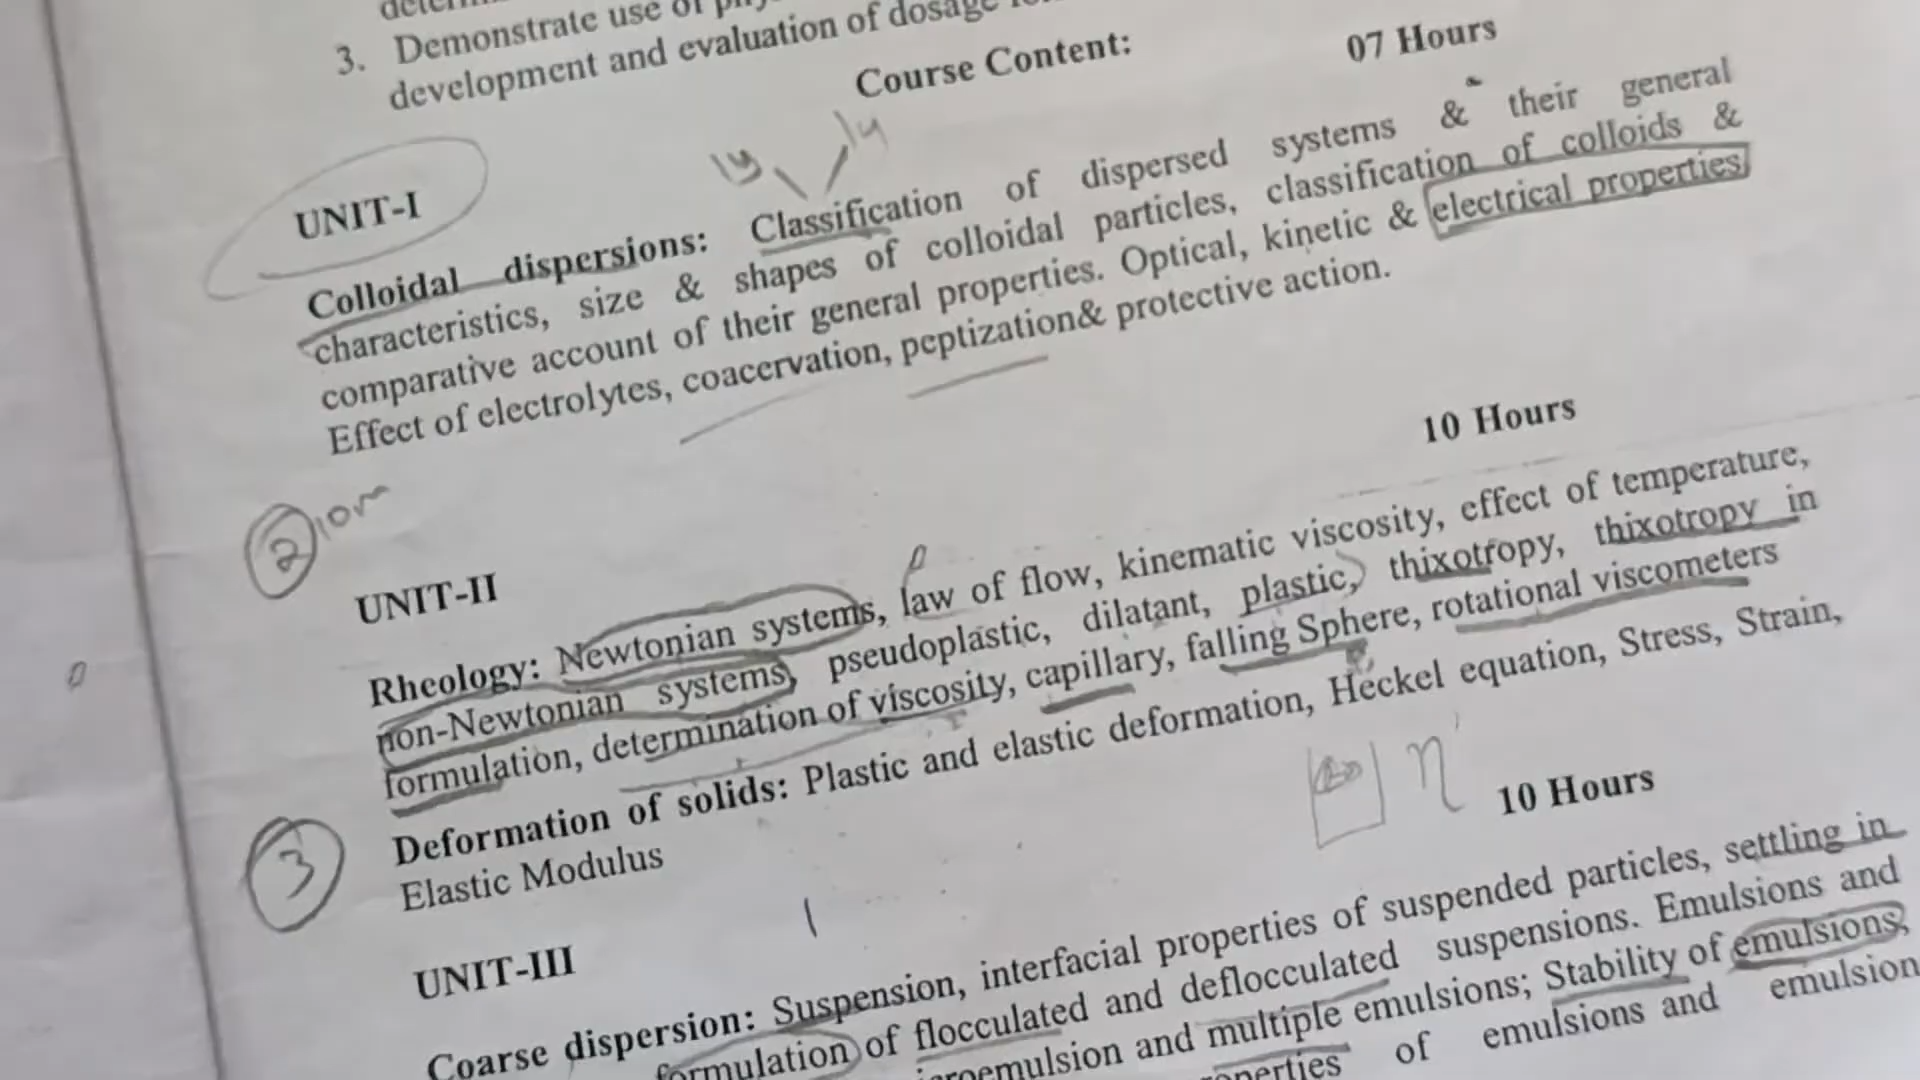 3. Demonstrate use of
development and evaluation of dosage
Course Content:
07 Hours
UNIT-I
ly ly
Colloidal dispersions: Classification of dispersed systems & their general
characteristics, size & shapes of colloidal particles, classification of colloids &
comparative account of their general properties. Optical, kinetic & electrical properties.
Effect of electrolytes, coacervation, peptization& protective action.
10 Hours
2 10m
UNIT-II
Rheology: Newtonian systems, law of flow, kinematic viscosity, effect of temperature,
non-Newtonian systems, pseudoplastic, dilatant, plastic, thixotropy, thixotropy in
formulation, determination of viscosity, capillary, falling Sphere, rotational viscometers
Deformation of solids: Plastic and elastic deformation, Heckel equation, Stress, Strain,
Elastic Modulus
η
10 Hours
3
UNIT-III
Coarse dispersion: Suspension, interfacial properties of suspended particles, settling in
formulation of flocculated and deflocculated suspensions. Emulsions and
and multiple emulsions; Stability of emulsions,
of emulsions and emulsion